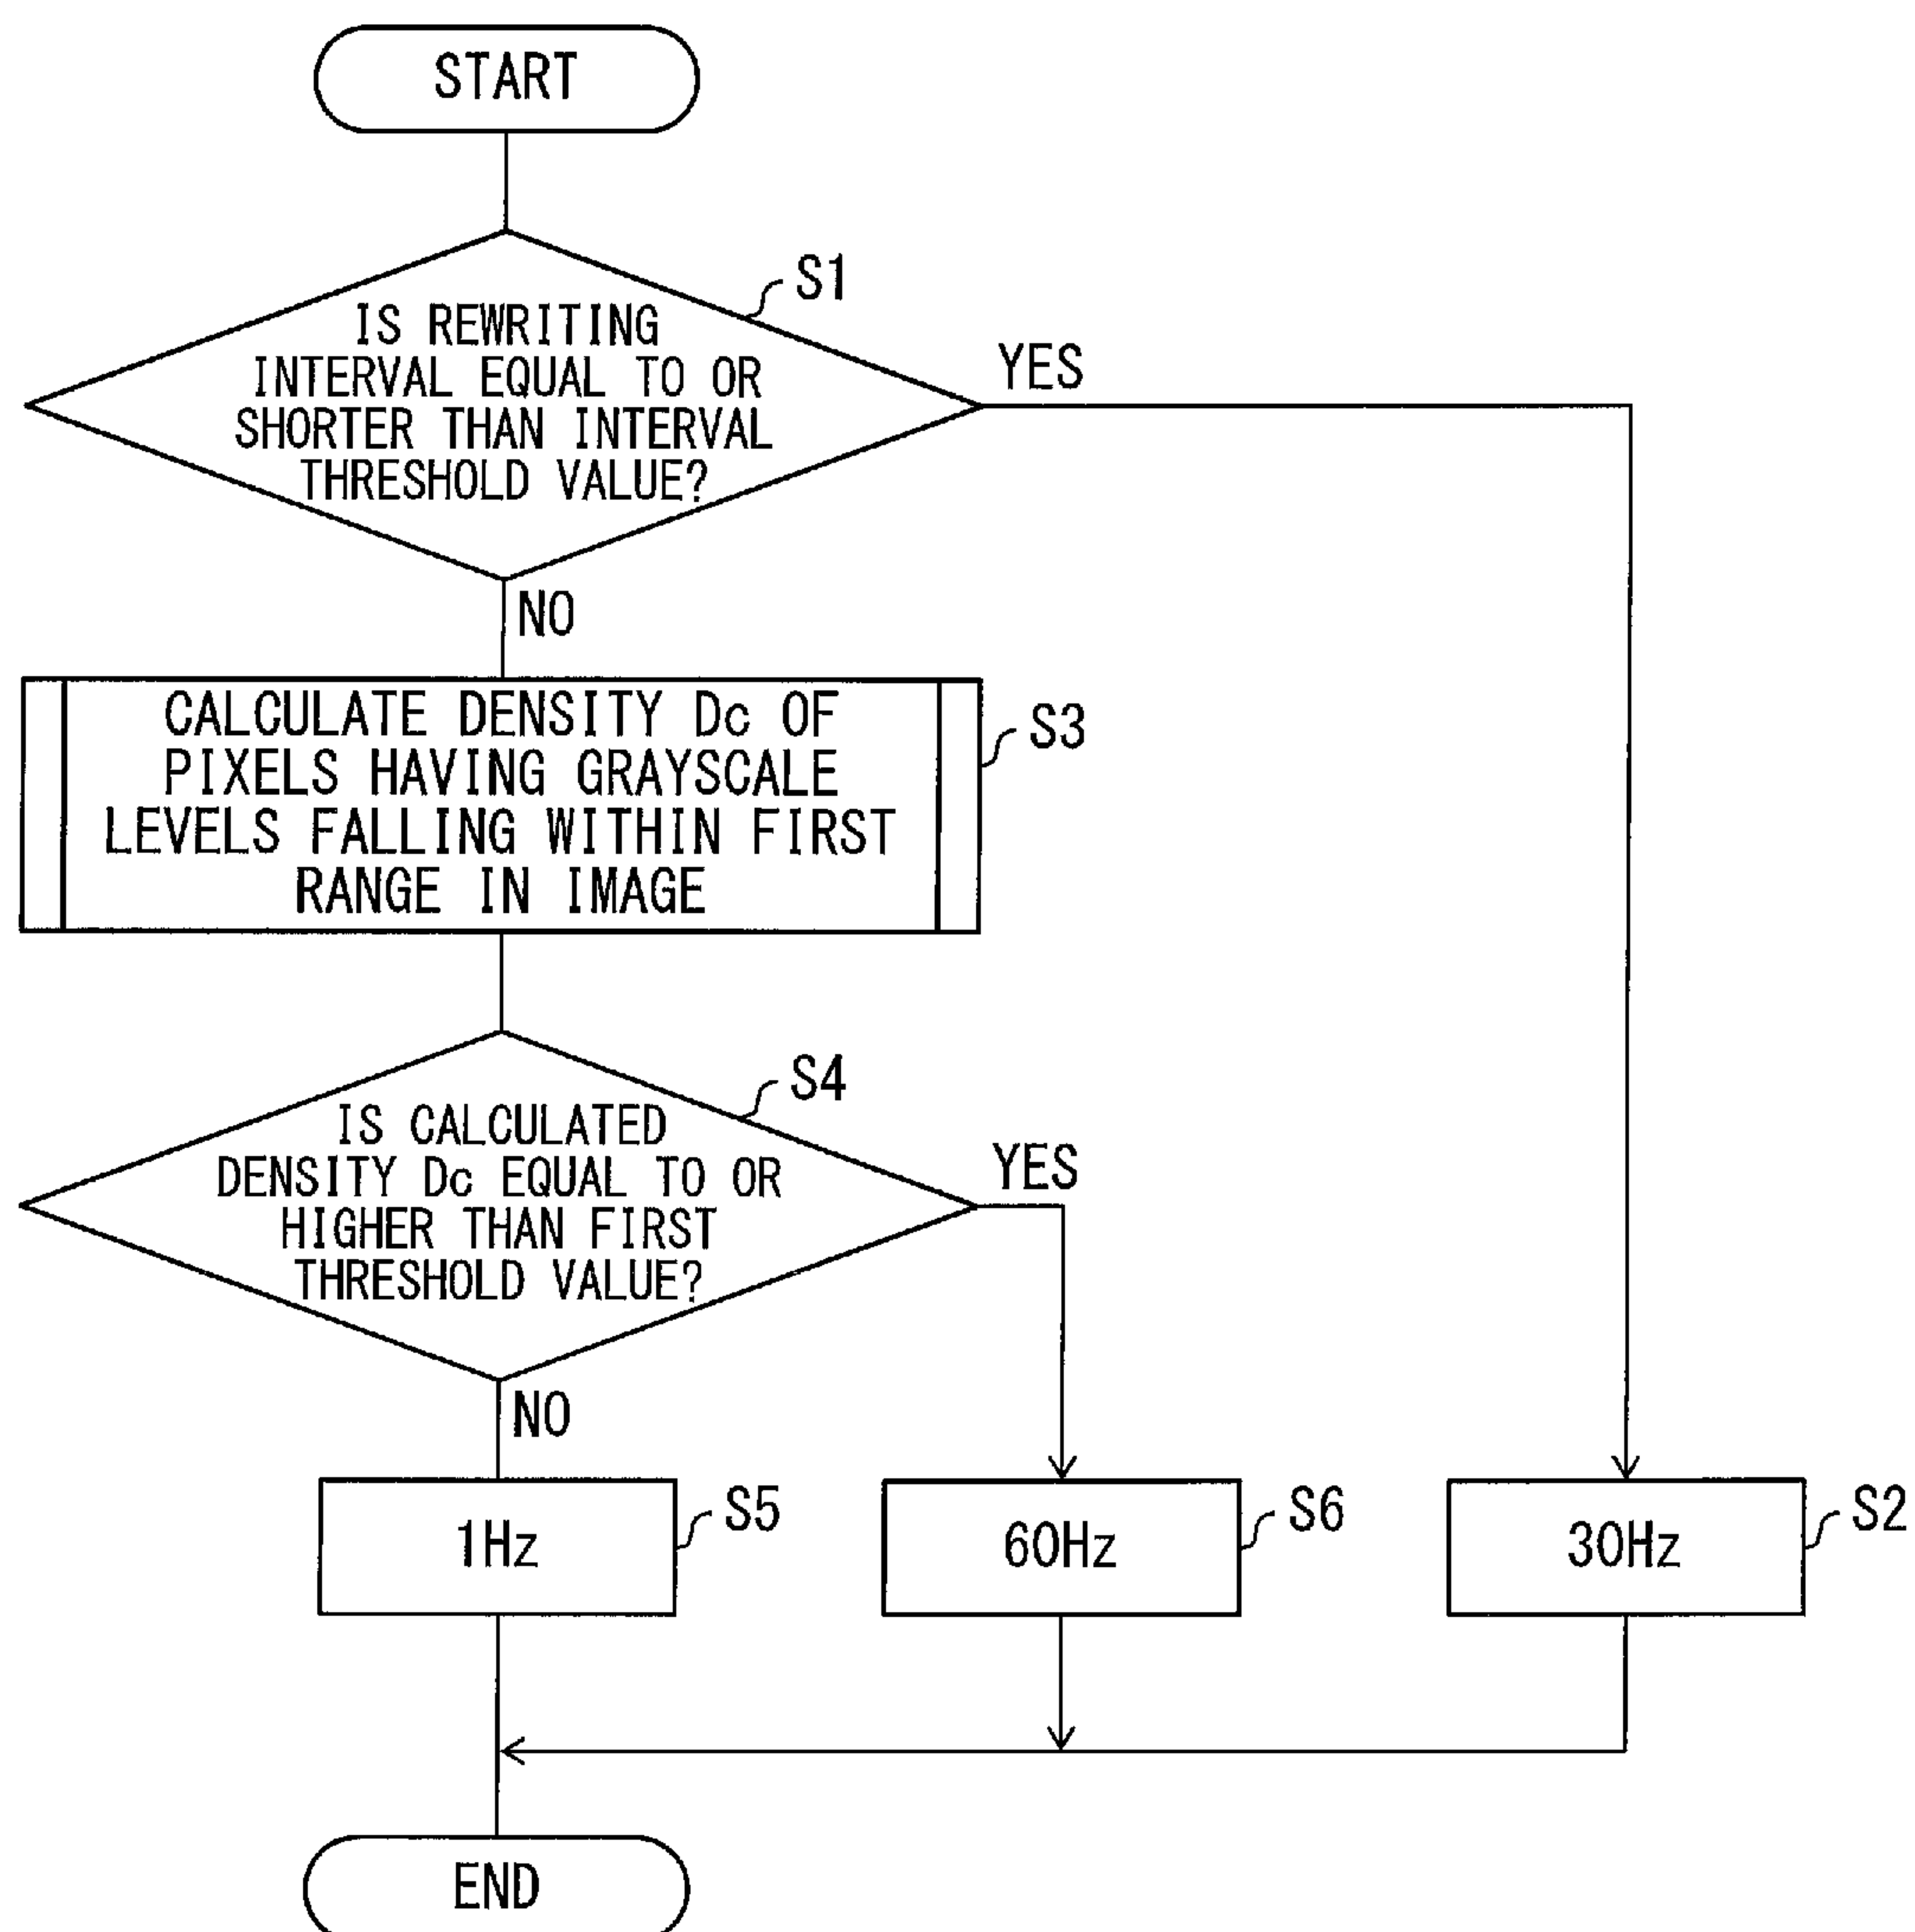 START
S1
IS REWRITING
INTERVAL EQUAL TO OR
SHORTER THAN INTERVAL
THRESHOLD VALUE?
YES
NO
CALCULATE DENSITY Dc OF
PIXELS HAVING GRAYSCALE
LEVELS FALLING WITHIN FIRST
RANGE IN IMAGE
S3
S4
IS CALCULATED
DENSITY Dc EQUAL TO OR
HIGHER THAN FIRST
THRESHOLD VALUE?
YES
NO
1Hz
S5
60Hz
S6
30Hz
S2
END